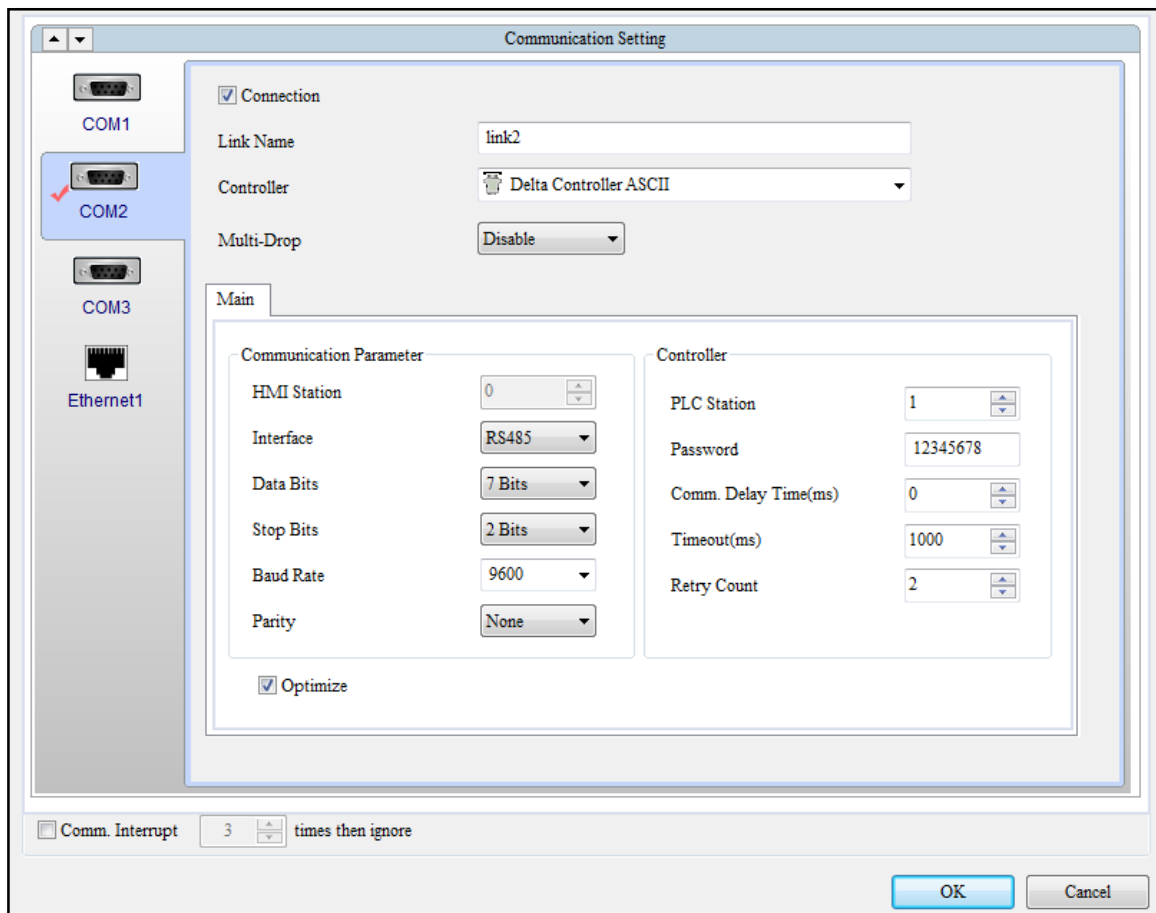 Communication Setting
COM1
COM2
COM3
Ethernet1
Connection
Link Name link2
Controller Delta Controller ASCII
Multi-Drop Disable
Main
Communication Parameter
HMI Station 0
Interface RS485
Data Bits 7 Bits
Stop Bits 2 Bits
Baud Rate 9600
Parity None
Controller
PLC Station 1
Password 12345678
Comm. Delay Time(ms) 0
Timeout(ms) 1000
Retry Count 2
Optimize
Comm. Interrupt 3 times then ignore
OK Cancel